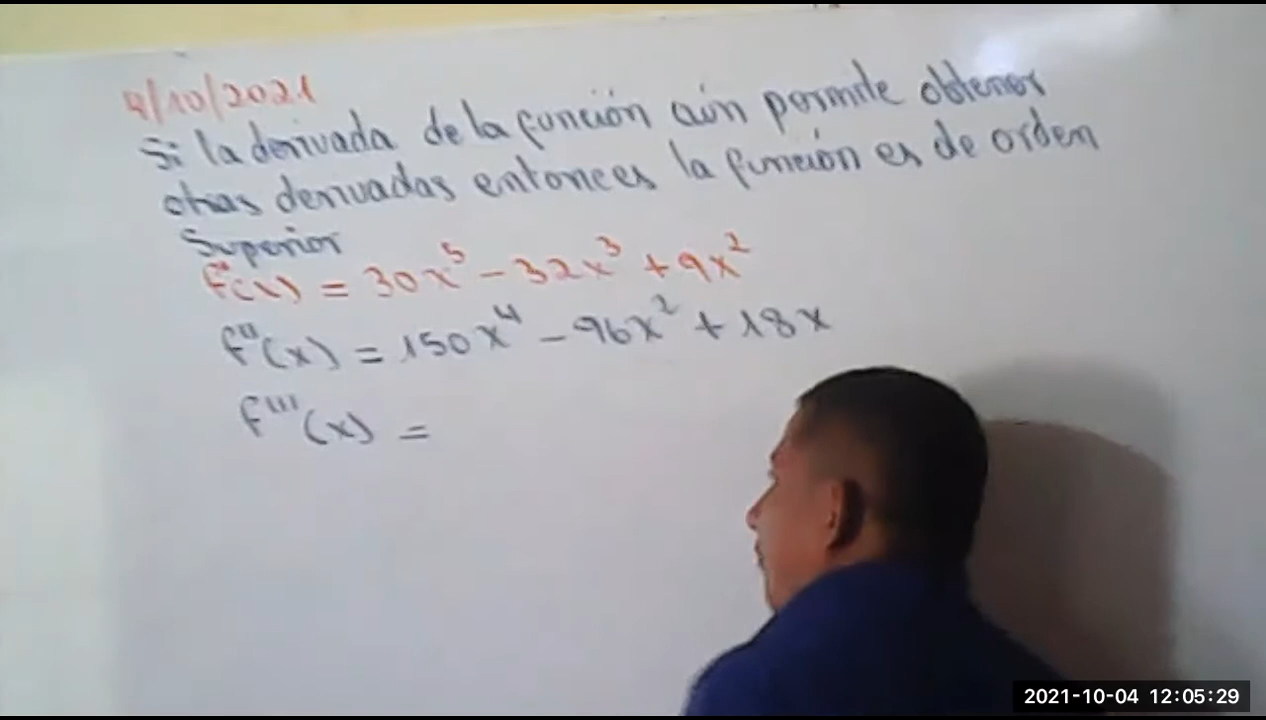 4/10/2021
Si la derivada de la función aún permite obtener
otras derivadas entonces la función es de orden
Superior
f'(x) = 30x⁵ - 32x³ + 9x²
f''(x) = 150x⁴ - 96x² + 18x
f'''(x) =
2021-10-04 12:05:29